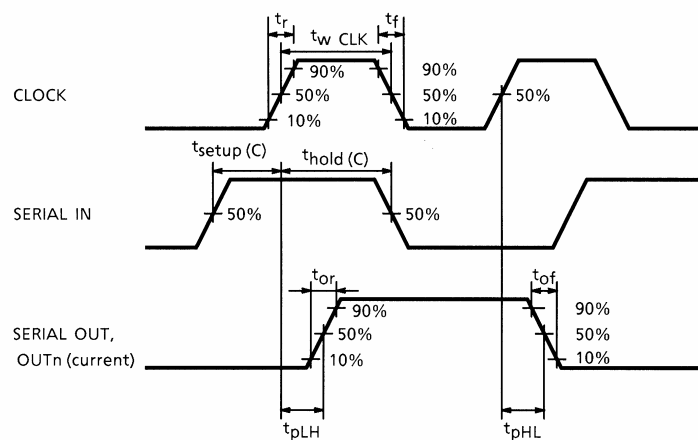 tr
tw CLK
tf
90%
90%
CLOCK
50%
50%
50%
10%
10%
tsetup (C)
thold (C)
SERIAL IN
50%
50%
tor
tof
90%
90%
SERIAL OUT,
50%
50%
OUTn (current)
10%
10%
tpLH
tpHL